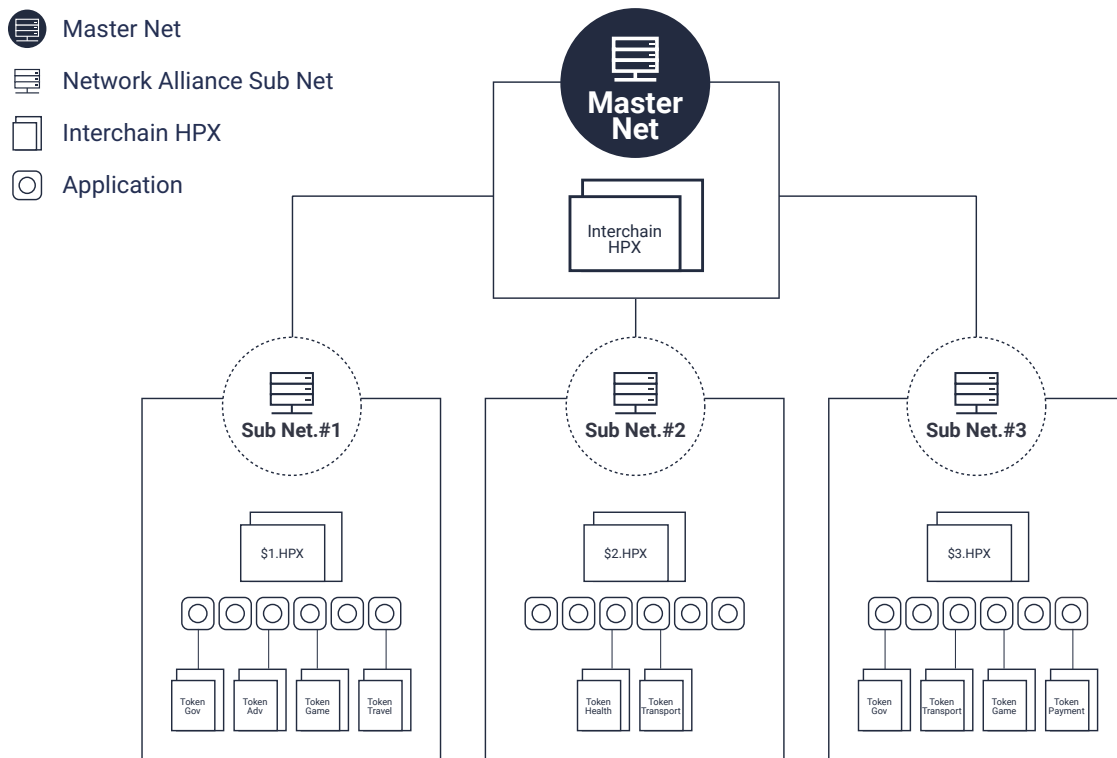 Master Net
Network Alliance Sub Net
Interchain HPX
Application
Master
Net
Interchain
HPX
Sub Net.#1
Sub Net.#2
Sub Net.#3
$1.HPX
$2.HPX
$3.HPX
Token
Gov
Token
Adv
Token
Game
Token
Travel
Token
Health
Token
Transport
Token
Gov
Token
Transport
Token
Game
Token
Payment